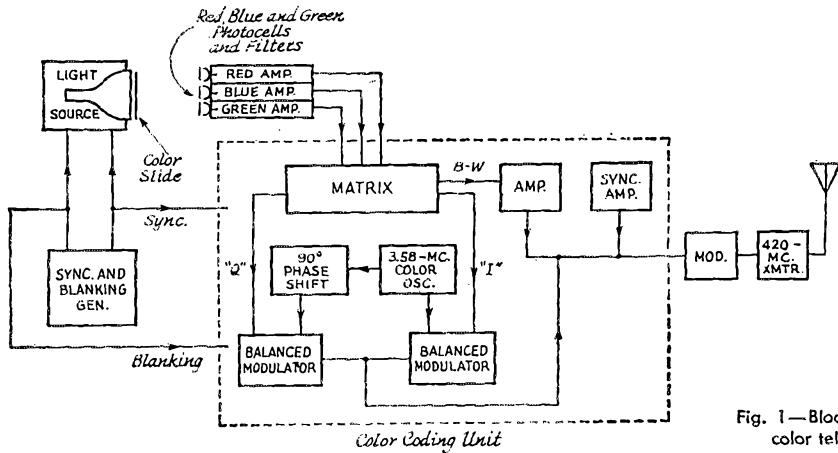 Red, Blue and Green
Photocells
and Filters
RED AMP.
BLUE AMP.
GREEN AMP.
LIGHT
SOURCE
Color
Slide
B-W
MATRIX
AMP.
SYNC.
AMP.
Sync.
SYNC. AND
BLANKING
GEN.
"Q"
90°
PHASE
SHIFT
3.58-MC.
COLOR
OSC.
"I"
MOD.
420-
MC.
XMTR.
Blanking
BALANCED
MODULATOR
BALANCED
MODULATOR
Color Coding Unit
Fig. 1—Bloc
color tel